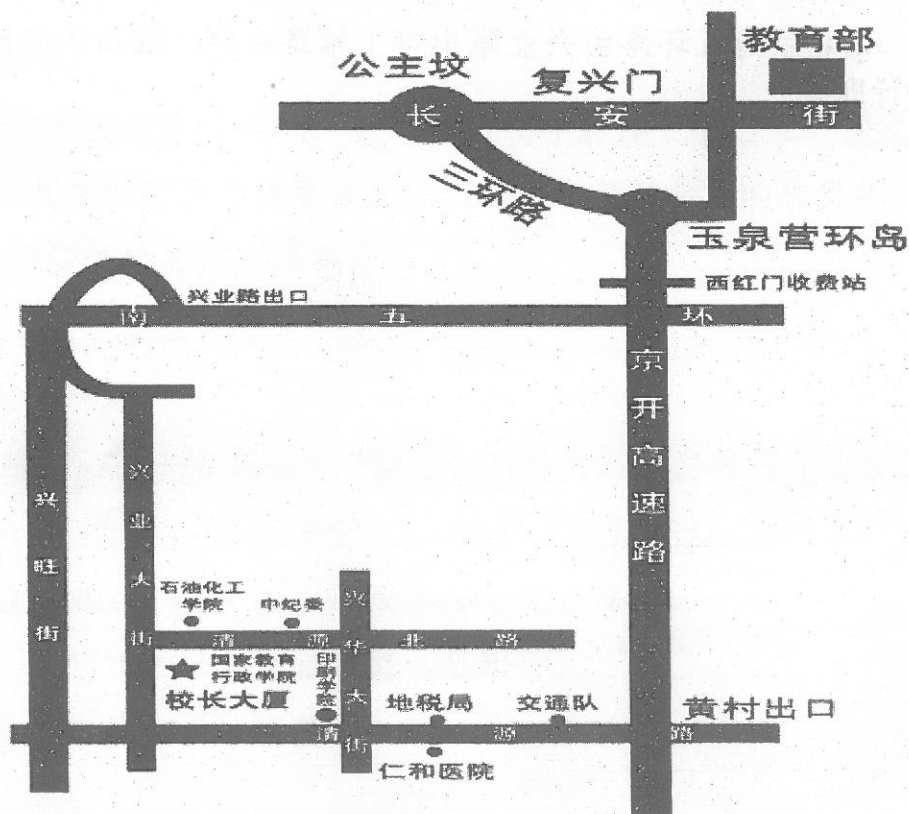 教育部
公主坟
复兴门
长安街
三环路
玉泉营环岛
西红门收费站
兴业路出口
南五环
京开高速路
兴旺街
兴业大街
石油化工
学院
中纪委
兴华大街
清源北路
国家教育
行政学院
校长大厦
印刷学院
地税局
交通队
黄村出口
清源路
仁和医院